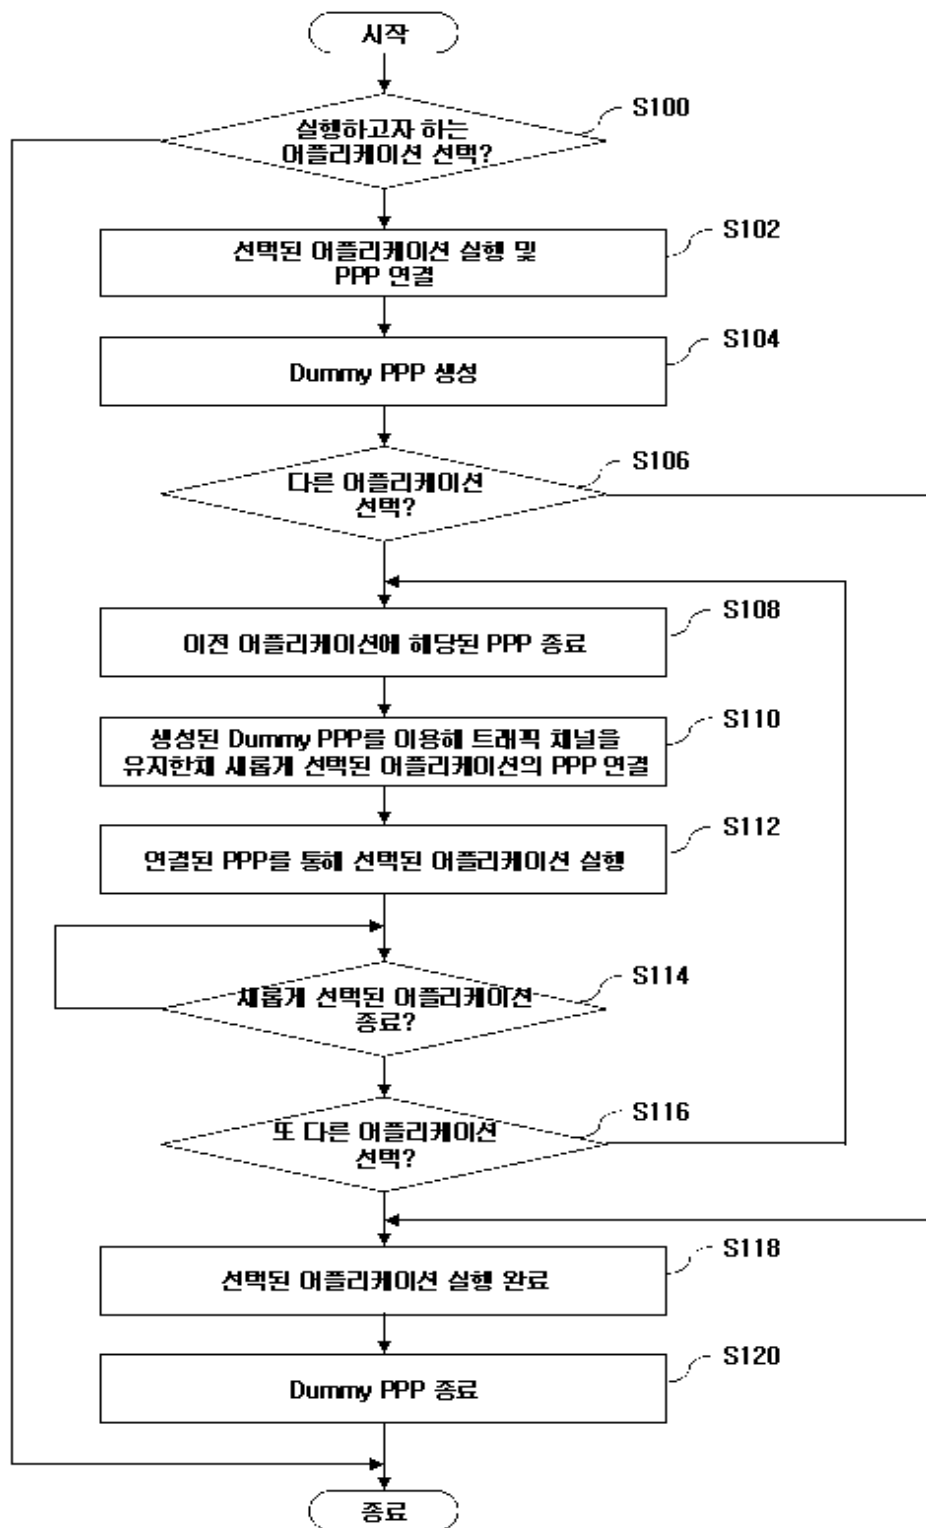 시작
S100
실행하고자 하는
어플리케이션 선택?
S102
선택된 어플리케이션 실행 및
PPP 연결
S104
Dummy PPP 생성
S106
다른 어플리케이션
선택?
S108
이전 어플리케이션에 해당된 PPP 종료
S110
생성된 Dummy PPP를 이용해 트래픽 채널을
유지한채 새롭게 선택된 어플리케이션의 PPP 연결
S112
연결된 PPP를 통해 선택된 어플리케이션 실행
S114
새롭게 선택된 어플리케이션
종료?
S116
또 다른 어플리케이션
선택?
S118
선택된 어플리케이션 실행 완료
S120
Dummy PPP 종료
종료